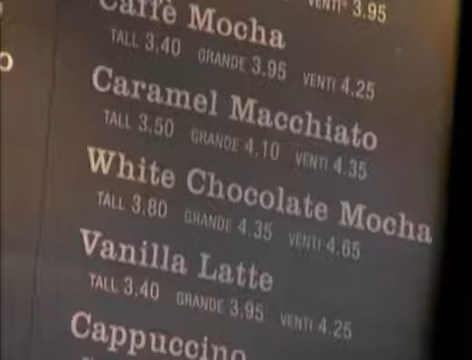 VENTI 3.95
Caffè Mocha
TALL 3.40 GRANDE 3.95 VENTI 4.25
Caramel Macchiato
TALL 3.50 GRANDE 4.10 VENTI 4.35
White Chocolate Mocha
TALL 3.80 GRANDE 4.35 VENTI 4.65
Vanilla Latte
TALL 3.40 GRANDE 3.95 VENTI 4.25
Cappuccino